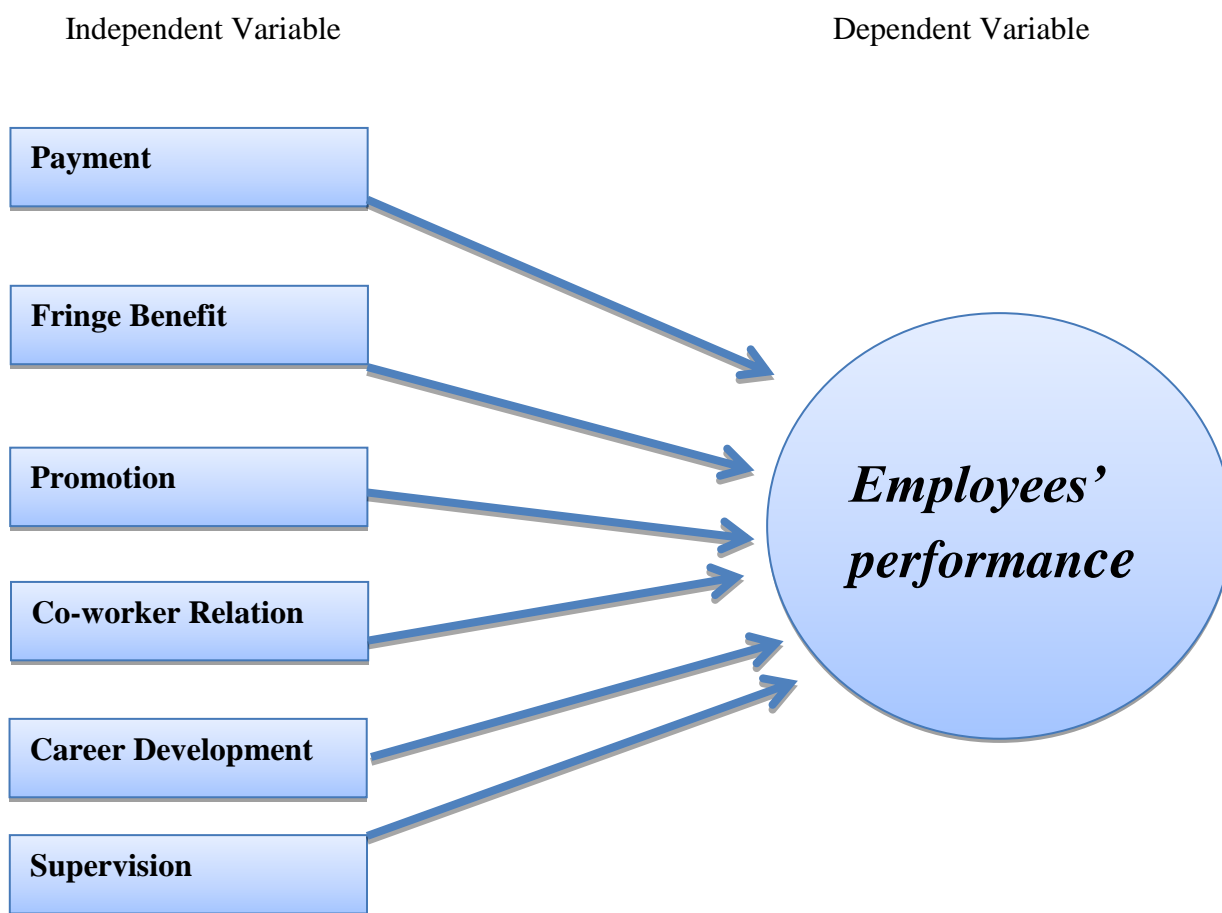 Independent Variable
Dependent Variable
Payment
Fringe Benefit
Promotion
Co-worker Relation
Career Development
Supervision
Employees’
performance